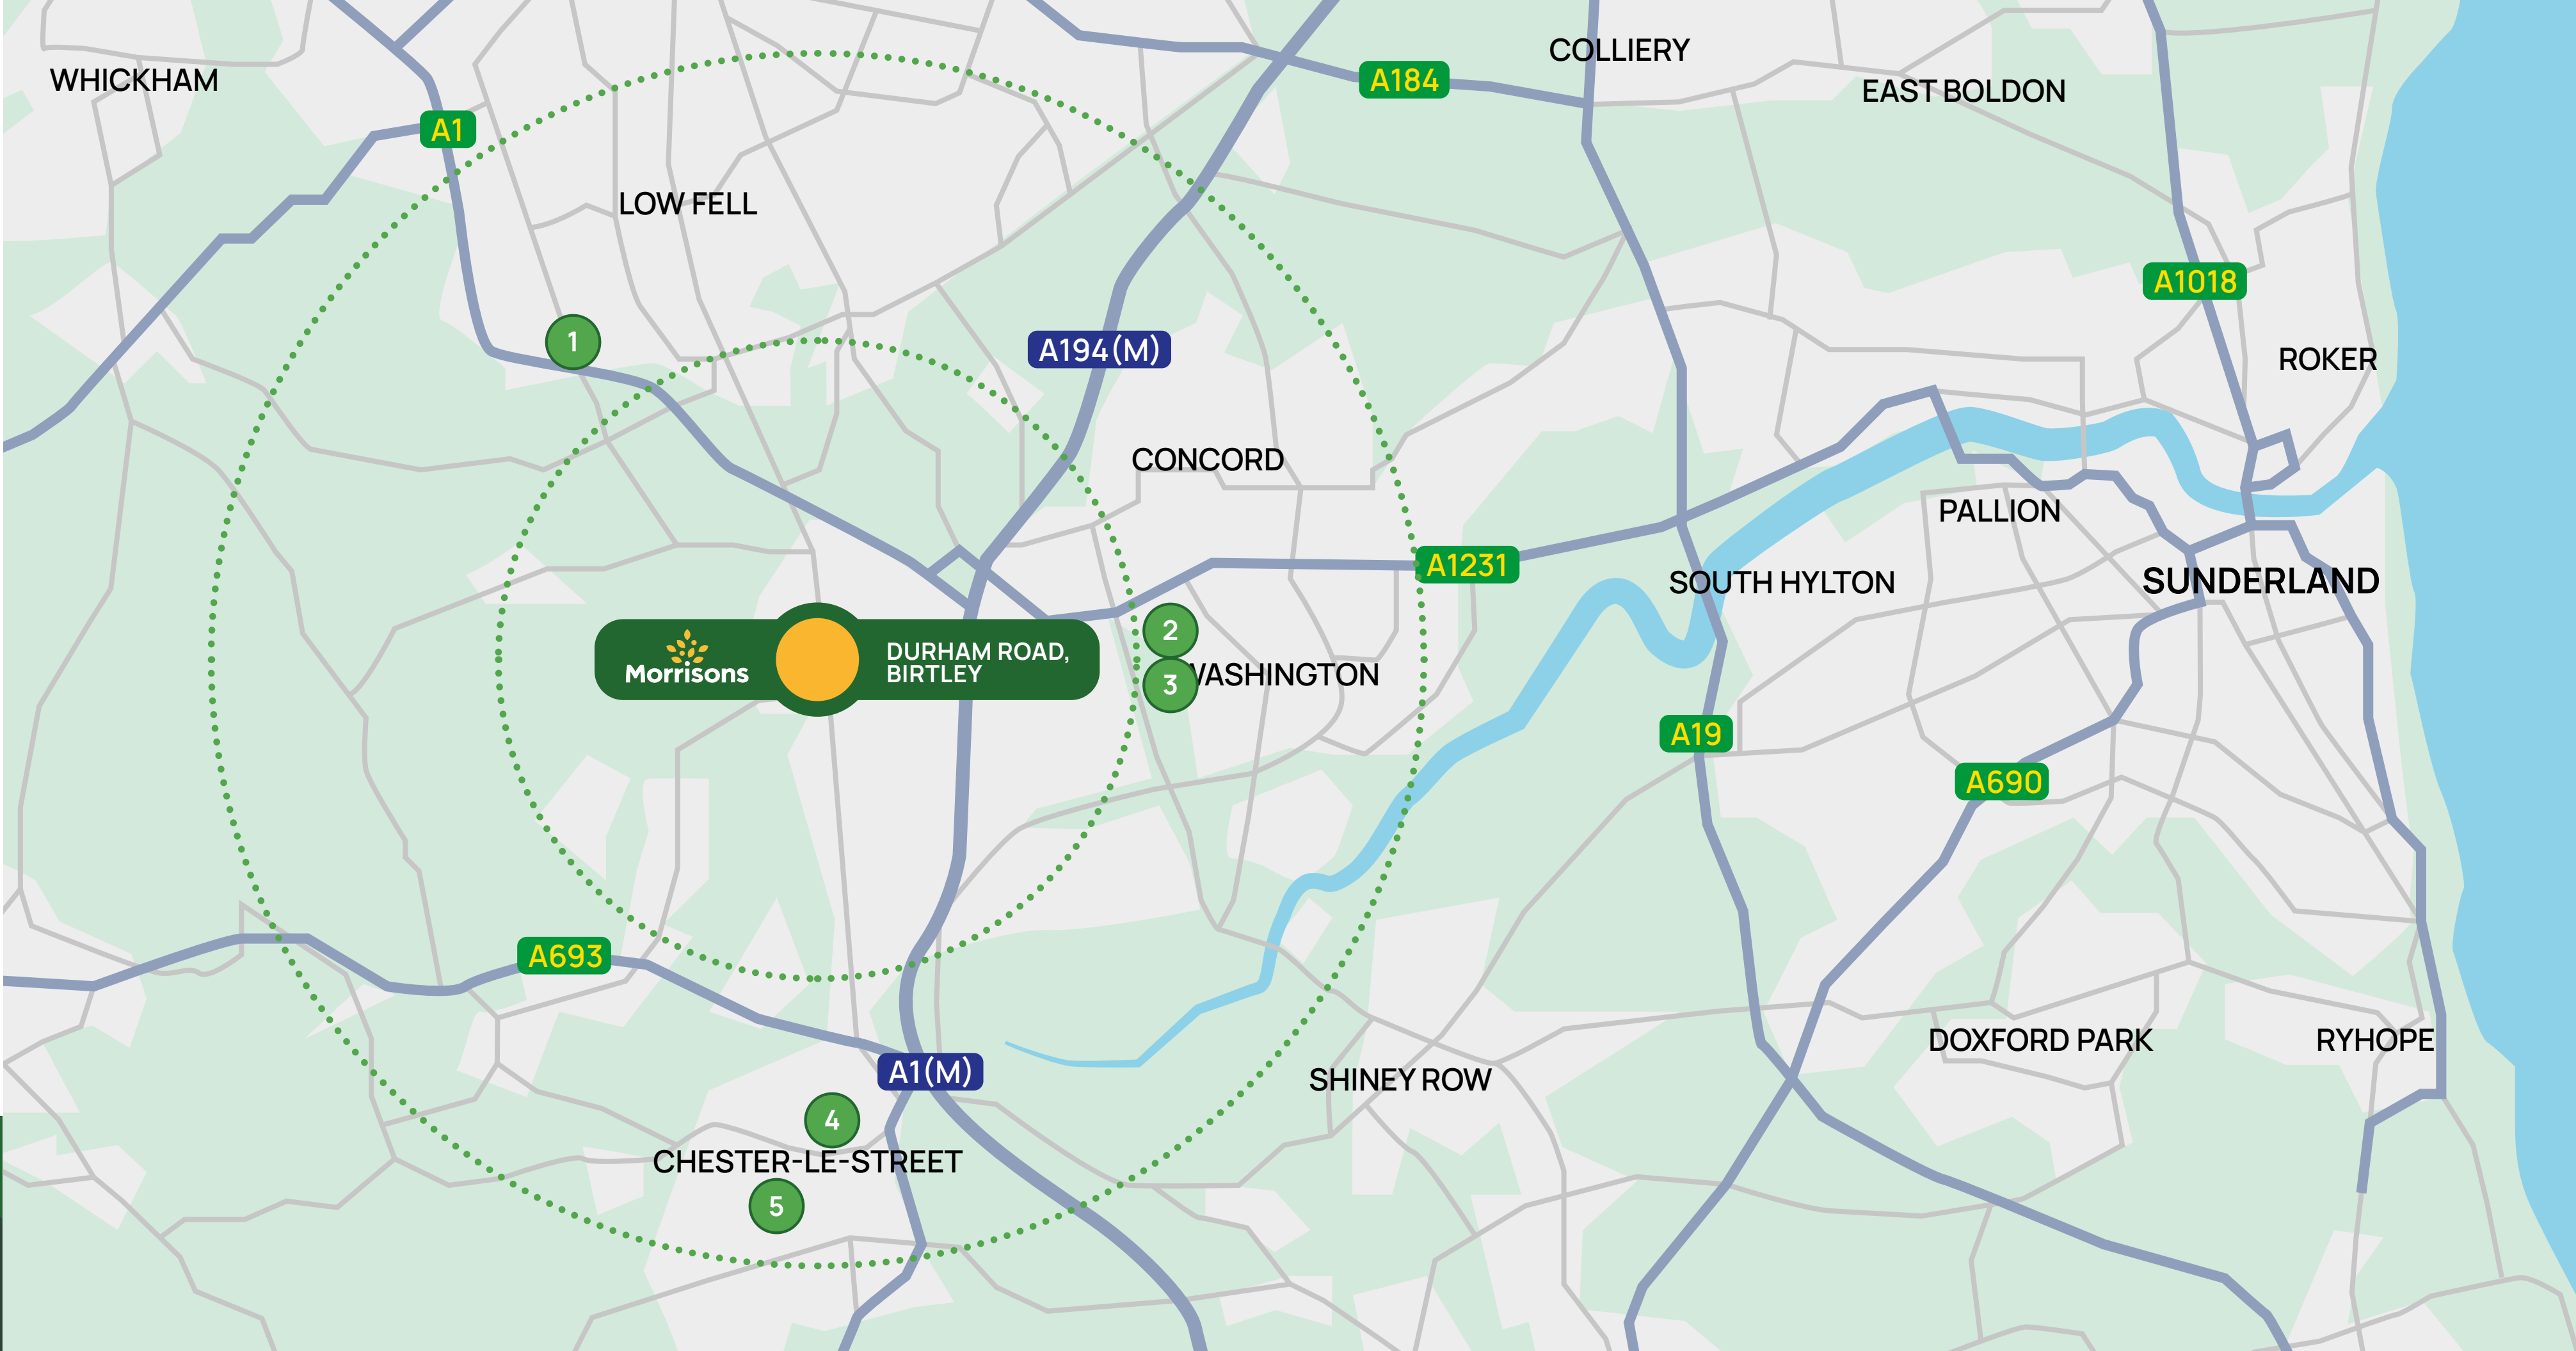 COLLIERY
WHICKHAM
A184
EAST BOLDON
A1
LOW FELL
A1018
1
A194(M)
ROKER
CONCORD
PALLION
A1231
SOUTH HYLTON
SUNDERLAND
2
Morrisons
DURHAM ROAD,
BIRTLEY
3
WASHINGTON
A19
A690
A693
DOXFORD PARK
RYHOPE
A1(M)
SHINEY ROW
4
CHESTER-LE-STREET
5